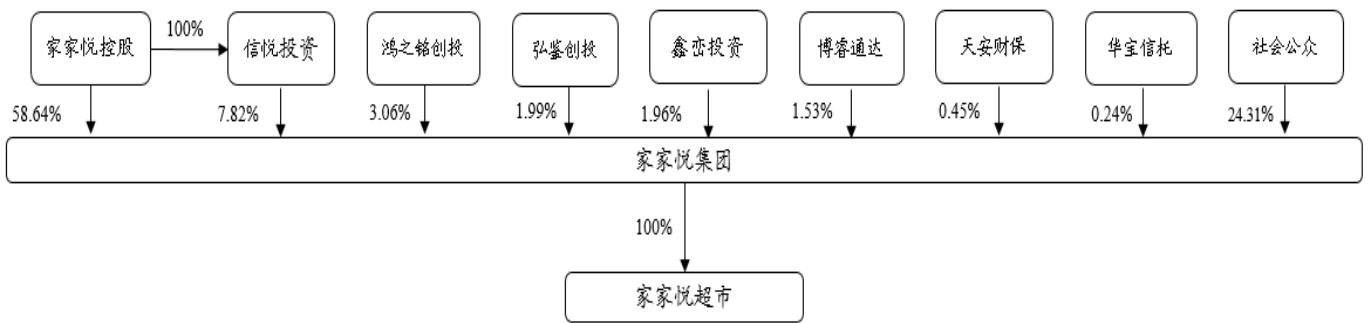 家家悦控股
100%
信悦投资
鸿之铭创投
弘鉴创投
鑫峦投资
博睿通达
天安财保
华宝信托
社会公众
58.64%
7.82%
3.06%
1.99%
1.96%
1.53%
0.45%
0.24%
24.31%
家家悦集团
100%
家家悦超市